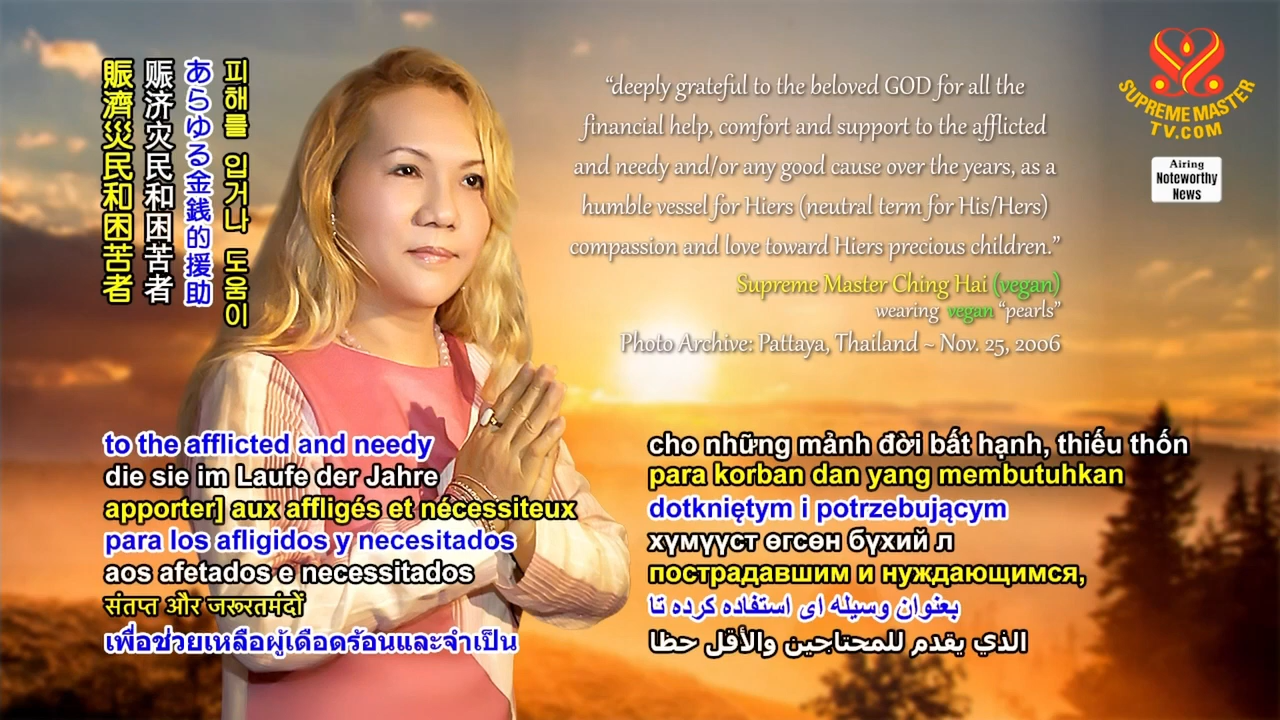 賑濟災民和困苦者
赈济灾民和困苦者
あらゆる金銭的援助
피해를 입거나 도움이
“deeply grateful to the beloved GOD for all the
financial help, comfort and support to the afflicted
and needy and/or any good cause over the years, as a
humble vessel for Hiers (neutral term for His/Hers)
compassion and love toward Hiers precious children.”
Supreme Master Ching Hai (vegan)
wearing vegan “pearls”
Photo Archive: Pattaya, Thailand ~ Nov. 25, 2006
SUPREME MASTER
TV.COM
Airing
Noteworthy
News
to the afflicted and needy
die sie im Laufe der Jahre
apporter] aux affligés et nécessiteux
para los afligidos y necesitados
aos afetados e necessitados
संतप्त और जरूरतमंदों
เพื่อช่วยเหลือผู้เดือดร้อนและจำเป็น
cho những mảnh đời bất hạnh, thiếu thốn
para korban dan yang membutuhkan
dotkniętym i potrzebującym
хүмүүст өгсөн бүхий л
пострадавшим и нуждающимся,
بعنوان وسیله ای استفاده کرده تا
الذي يقدم للمحتاجين والأقل حظا